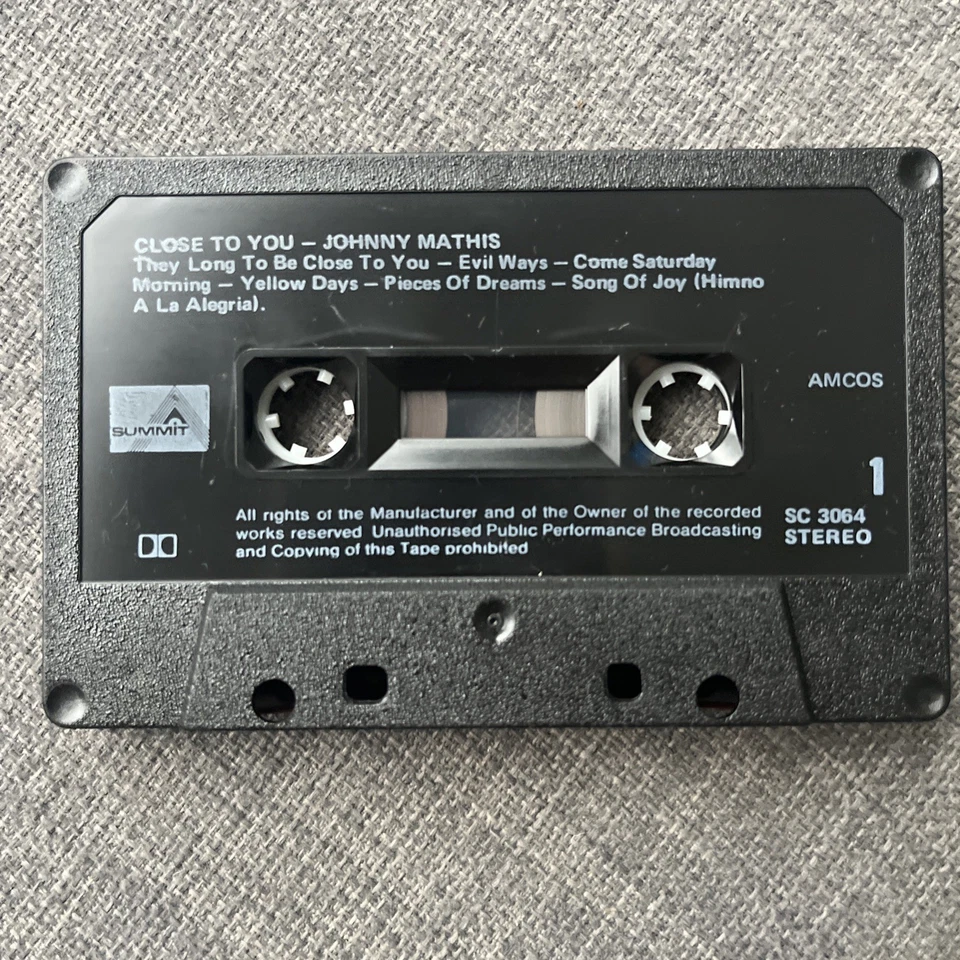 CLOSE TO YOU – JOHNNY MATHIS
They Long To Be Close To You – Evil Ways – Come Saturday
Morning – Yellow Days – Pieces Of Dreams – Song Of Joy (Himno
A La Alegria).
AMCOS
SUMMIT
1
All rights of the Manufacturer and of the Owner of the recorded
works reserved Unauthorised Public Performance Broadcasting
and Copying of this Tape prohibited
SC 3064
STEREO